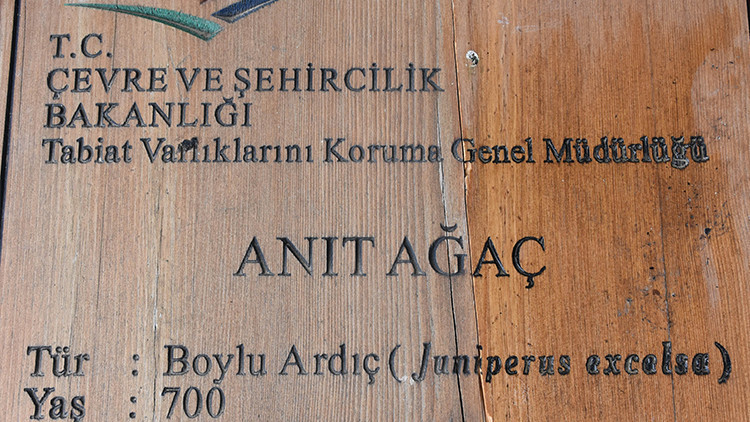 T.C.
ÇEVRE VE ŞEHİRCİLİK
BAKANLIĞI
Tabiat Varlıklarını Koruma Genel Müdürlüğü
ANIT AĞAÇ
Tür : Boylu Ardıç (Juniperus excelsa)
Yaş : 700